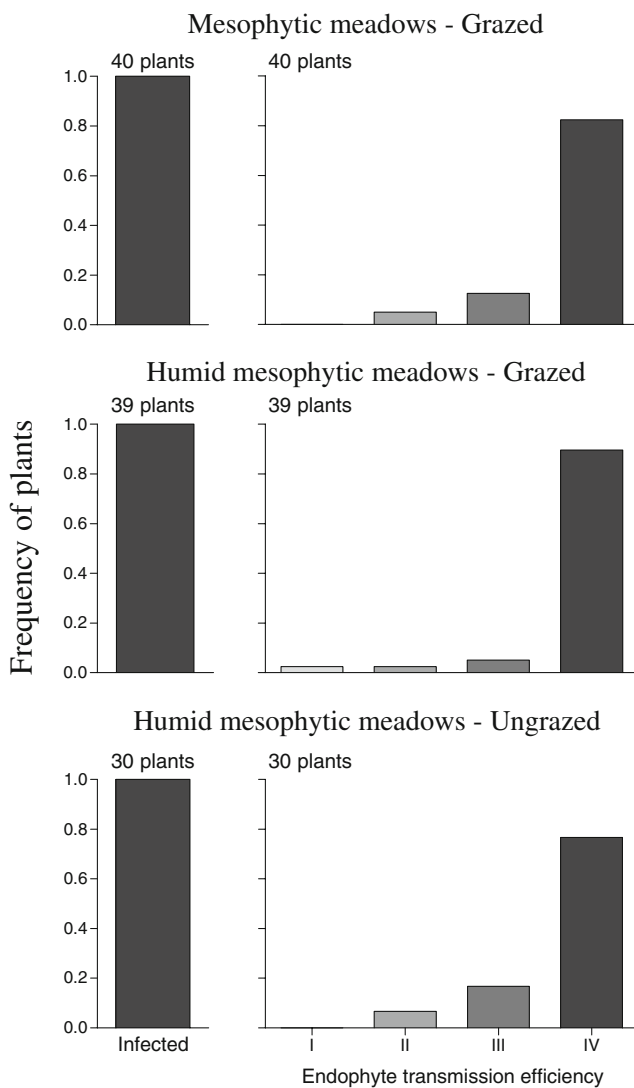 Mesophytic meadows - Grazed
40 plants 40 plants
1.0
0.8
0.6
0.4
0.2
0.0
Humid mesophytic meadows - Grazed
39 plants 39 plants
1.0
0.8
0.6
0.4
0.2
0.0
Frequency of plants
Humid mesophytic meadows - Ungrazed
30 plants 30 plants
1.0
0.8
0.6
0.4
0.2
0.0
Infected I II III IV
Endophyte transmission efficiency